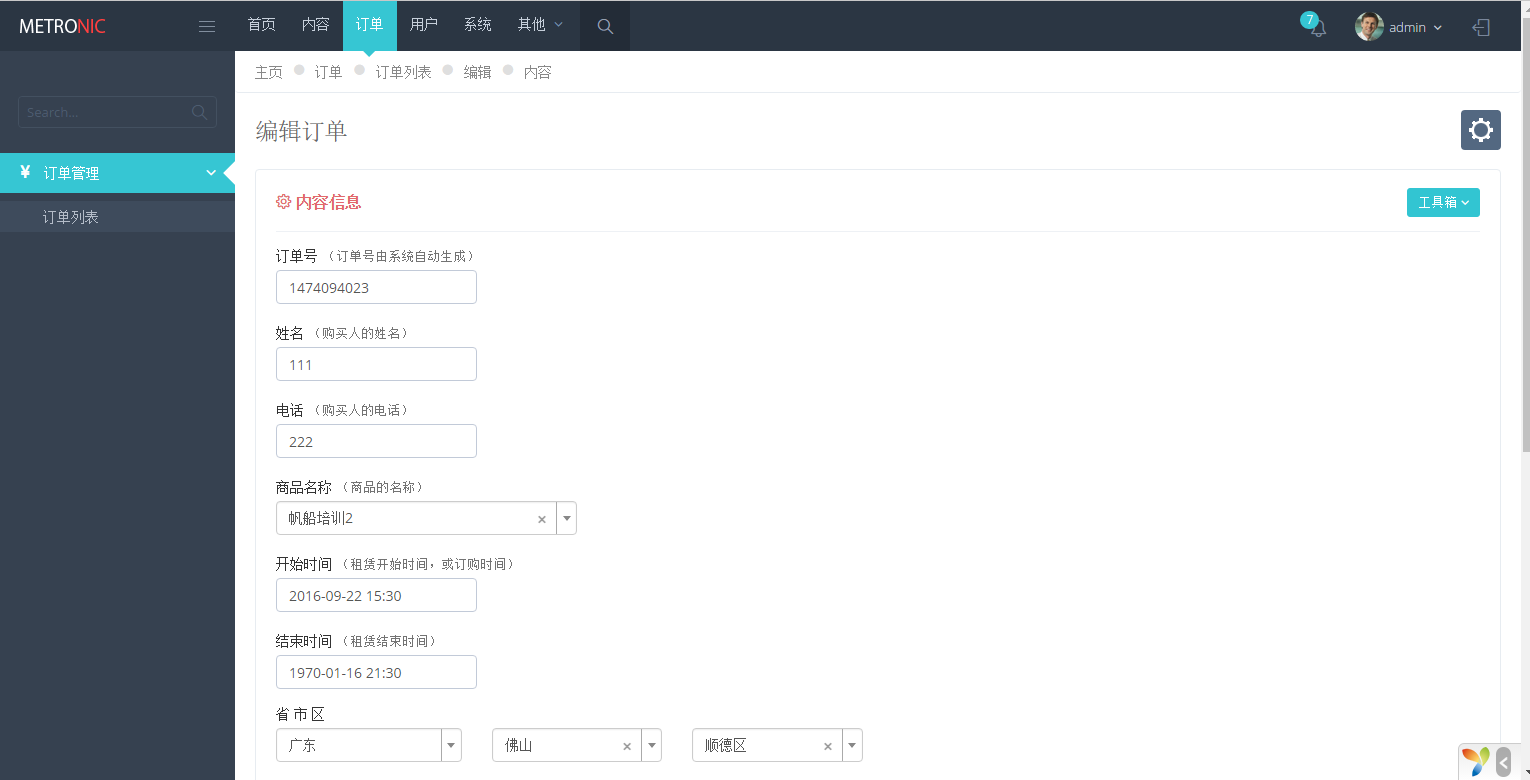 METRONIC
首页 内容 订单 用户 系统 其他
7
admin
主页 订单 订单列表 编辑 内容
Search...
订单管理
订单列表
编辑订单
内容信息
工具箱
订单号 (订单号由系统自动生成)
1474094023
姓名 (购买人的姓名)
111
电话 (购买人的电话)
222
商品名称 (商品的名称)
帆船培训2 ×
开始时间 (租赁开始时间，或订购时间)
2016-09-22 15:30
结束时间 (租赁结束时间)
1970-01-16 21:30
省 市 区
广东 佛山 × 顺德区 ×